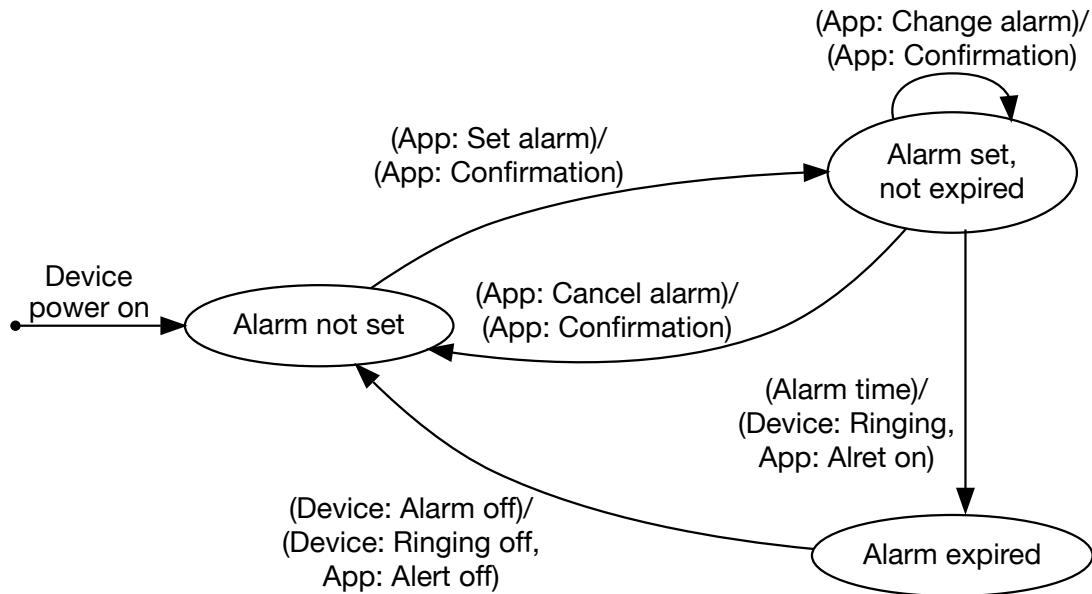 (App: Change alarm)/
(App: Confirmation)
(App: Set alarm)/
(App: Confirmation)
Alarm set,
not expired
Device
power on
Alarm not set
(App: Cancel alarm)/
(App: Confirmation)
(Alarm time)/
(Device: Ringing,
App: Alret on)
(Device: Alarm off)/
(Device: Ringing off,
App: Alert off)
Alarm expired